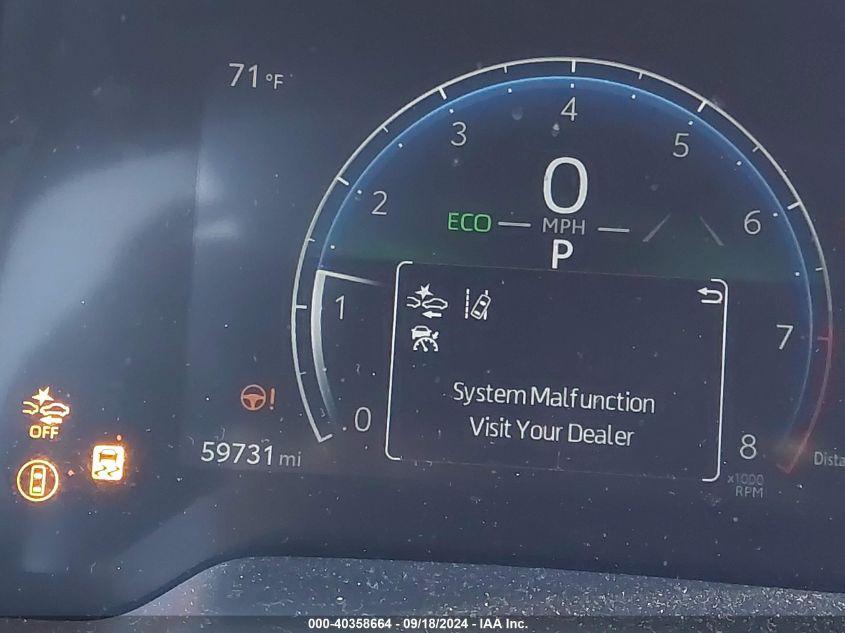 71°F
4
3
5
0
2
6
ECO
MPH
P
1
7
System Malfunction
OFF
.0
Visit Your Dealer
8
59731 mi
Dista
x1000
RPM
000-40358664 - 09/18/2024 - IAA Inc.